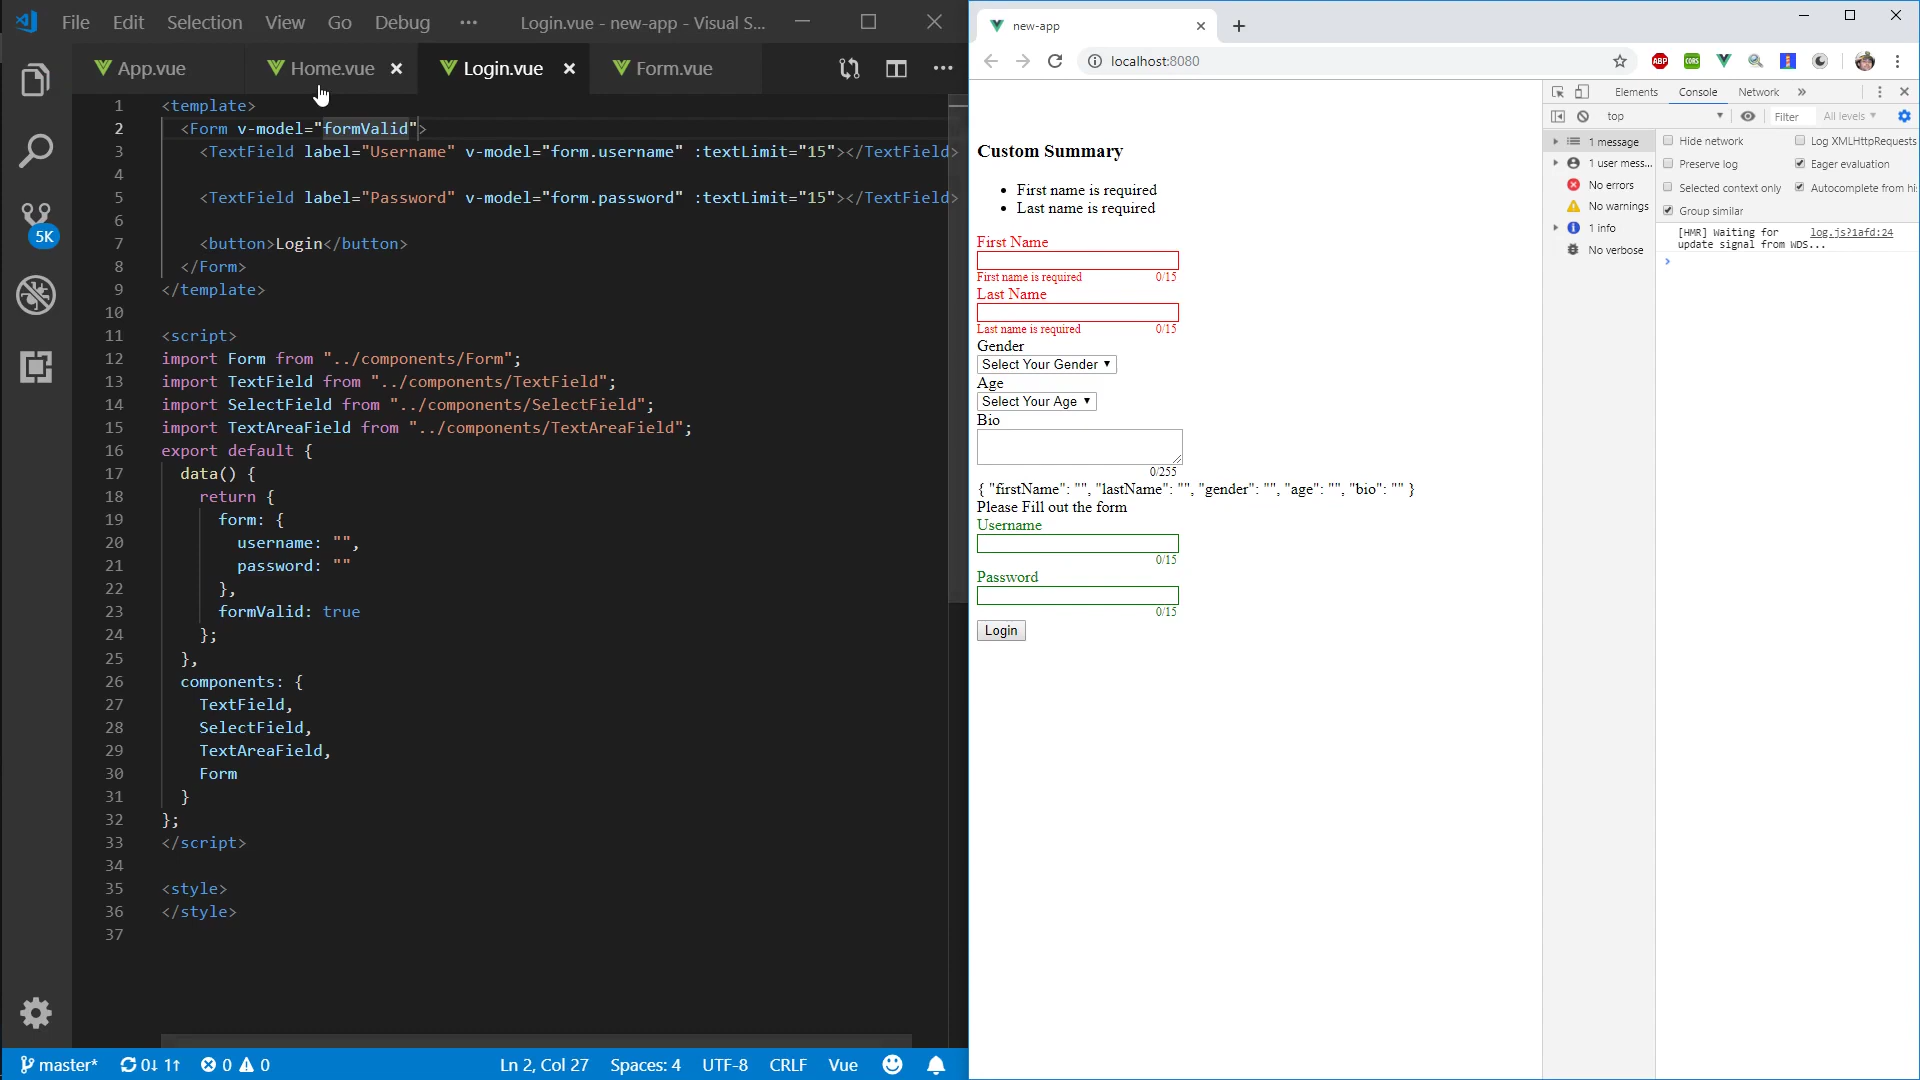 File Edit Selection View Go Debug ··· Login.vue - new-app - Visual S...
App.vue Home.vue Login.vue Form.vue
5K
1 <template>
2 <Form v-model="formValid">
3 <TextField label="Username" v-model="form.username" :textLimit="15"></TextField>
4
5 <TextField label="Password" v-model="form.password" :textLimit="15"></TextField>
6
7 <button>Login</button>
8 </Form>
9 </template>
10
11 <script>
12 import Form from "../components/Form";
13 import TextField from "../components/TextField";
14 import SelectField from "../components/SelectField";
15 import TextAreaField from "../components/TextAreaField";
16 export default {
17 data() {
18 return {
19 form: {
20 username: "",
21 password: ""
22 },
23 formValid: true
24 };
25 },
26 components: {
27 TextField,
28 SelectField,
29 TextAreaField,
30 Form
31 }
32 };
33 </script>
34
35 <style>
36 </style>
37
master* 0↓ 1↑ 0 0 Ln 2, Col 27 Spaces: 4 UTF-8 CRLF Vue
new-app
localhost:8080
ABP CORS
Custom Summary
• First name is required
• Last name is required
First Name
First name is required 0/15
Last Name
Last name is required 0/15
Gender
Select Your Gender
Age
Select Your Age
Bio
0/255
{ "firstName": "", "lastName": "", "gender": "", "age": "", "bio": "" }
Please Fill out the form
Username
0/15
Password
0/15
Login
Elements Console Network »
top Filter All levels
1 message
1 user mess...
No errors
No warnings
1 info
No verbose
Hide network Log XMLHttpRequests
Preserve log Eager evaluation
Selected context only Autocomplete from hi
Group similar
[HMR] Waiting for log.js?1afd:24
update signal from WDS...